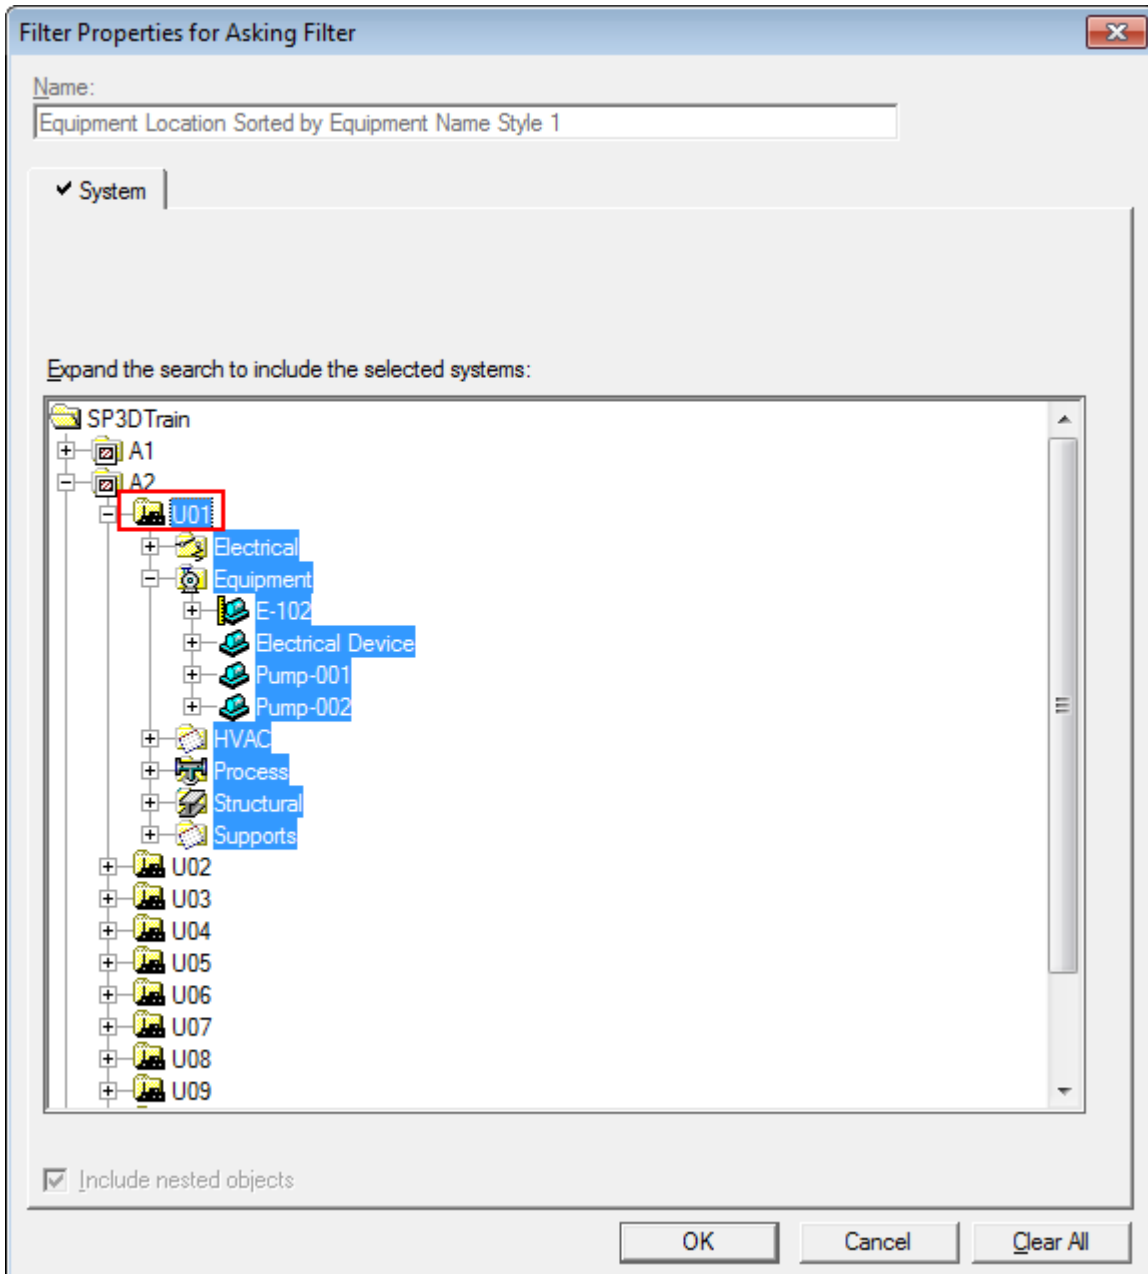 Filter Properties for Asking Filter
Name:
Equipment Location Sorted by Equipment Name Style 1
System
Expand the search to include the selected systems:
SP3DTrain
A1
A2
U01
Electrical
Equipment
E-102
Electrical Device
Pump-001
Pump-002
HVAC
Process
Structural
Supports
U02
U03
U04
U05
U06
U07
U08
U09
Include nested objects
OK Cancel Clear All